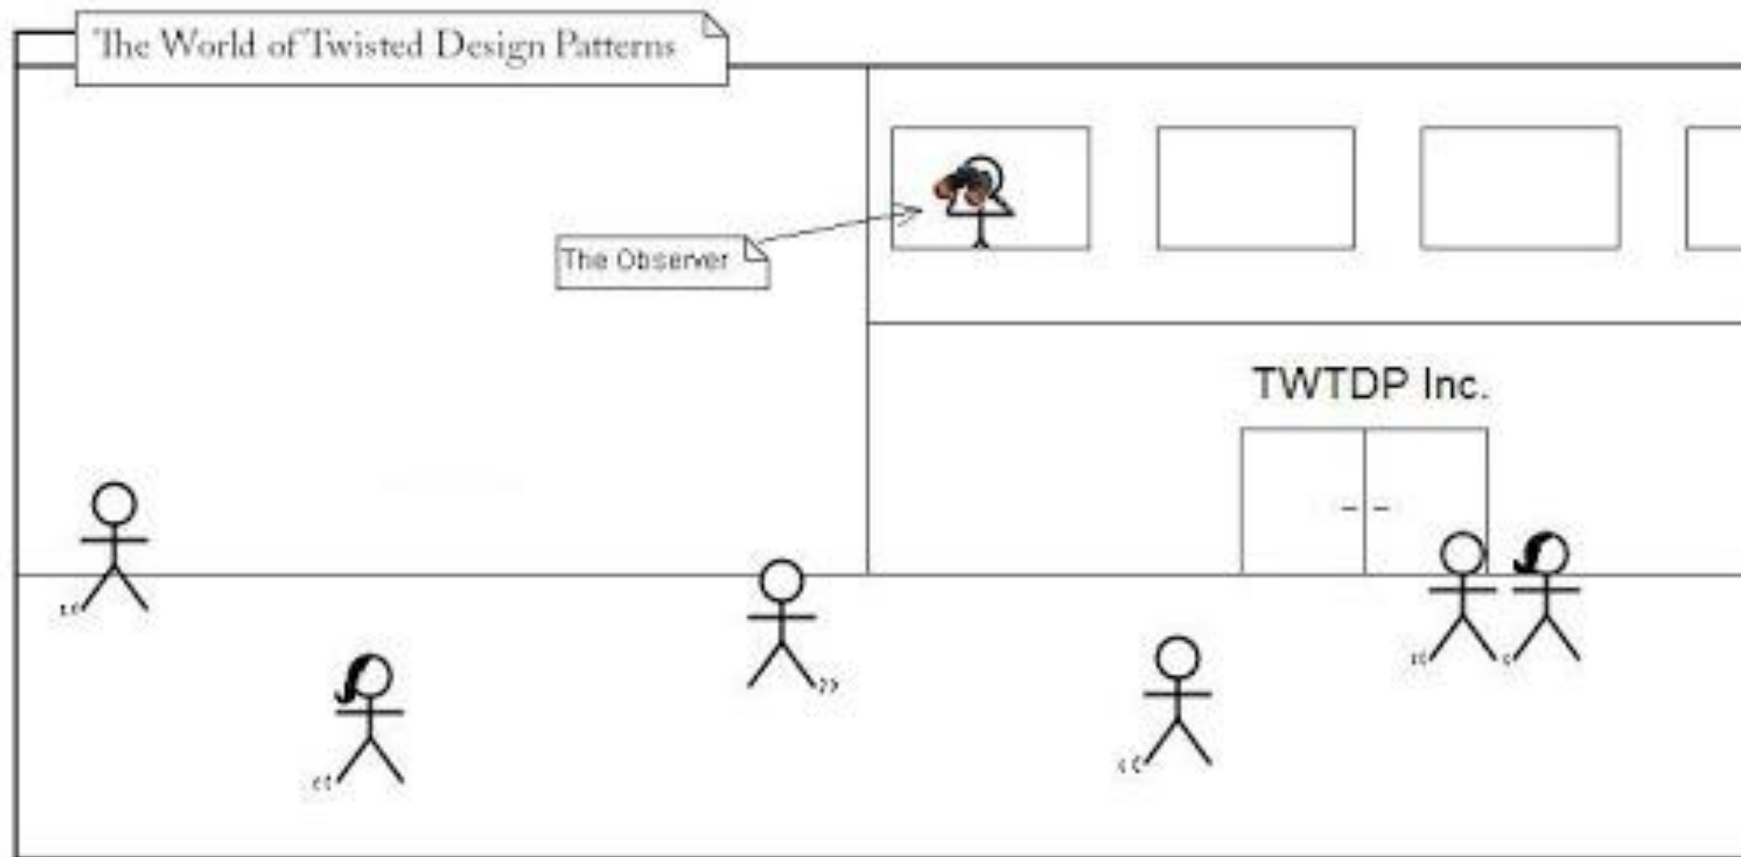 The World of Twisted Design Patterns
The Observer
TWTDP Inc.